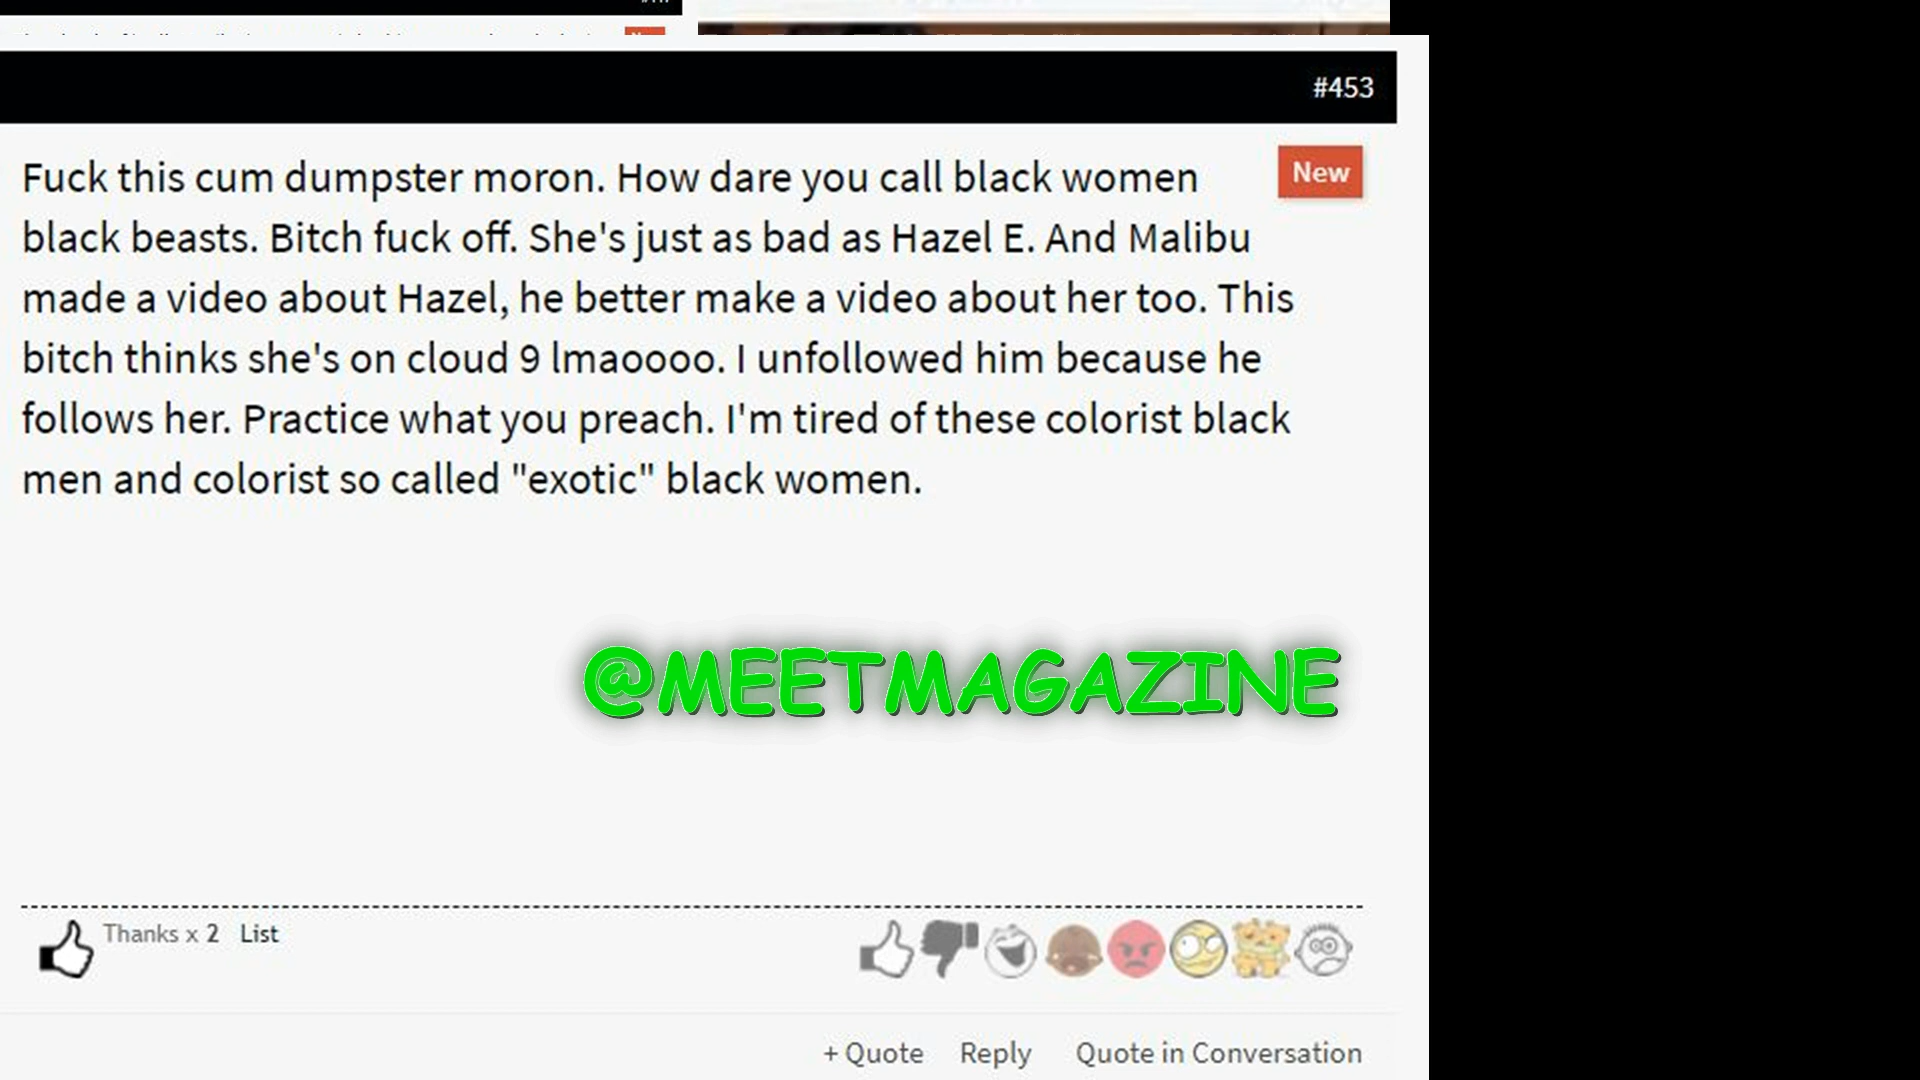 #453
Fuck this cum dumpster moron. How dare you call black women
New
black beasts. Bitch fuck off. She's just as bad as Hazel E. And Malibu
made a video about Hazel, he better make a video about her too. This
bitch thinks she's on cloud 9 lmaoooo. I unfollowed him because he
follows her. Practice what you preach. I'm tired of these colorist black
men and colorist so called "exotic" black women.
@MEETMAGAZINE
Thanks x 2 List
+ Quote Reply Quote in Conversation